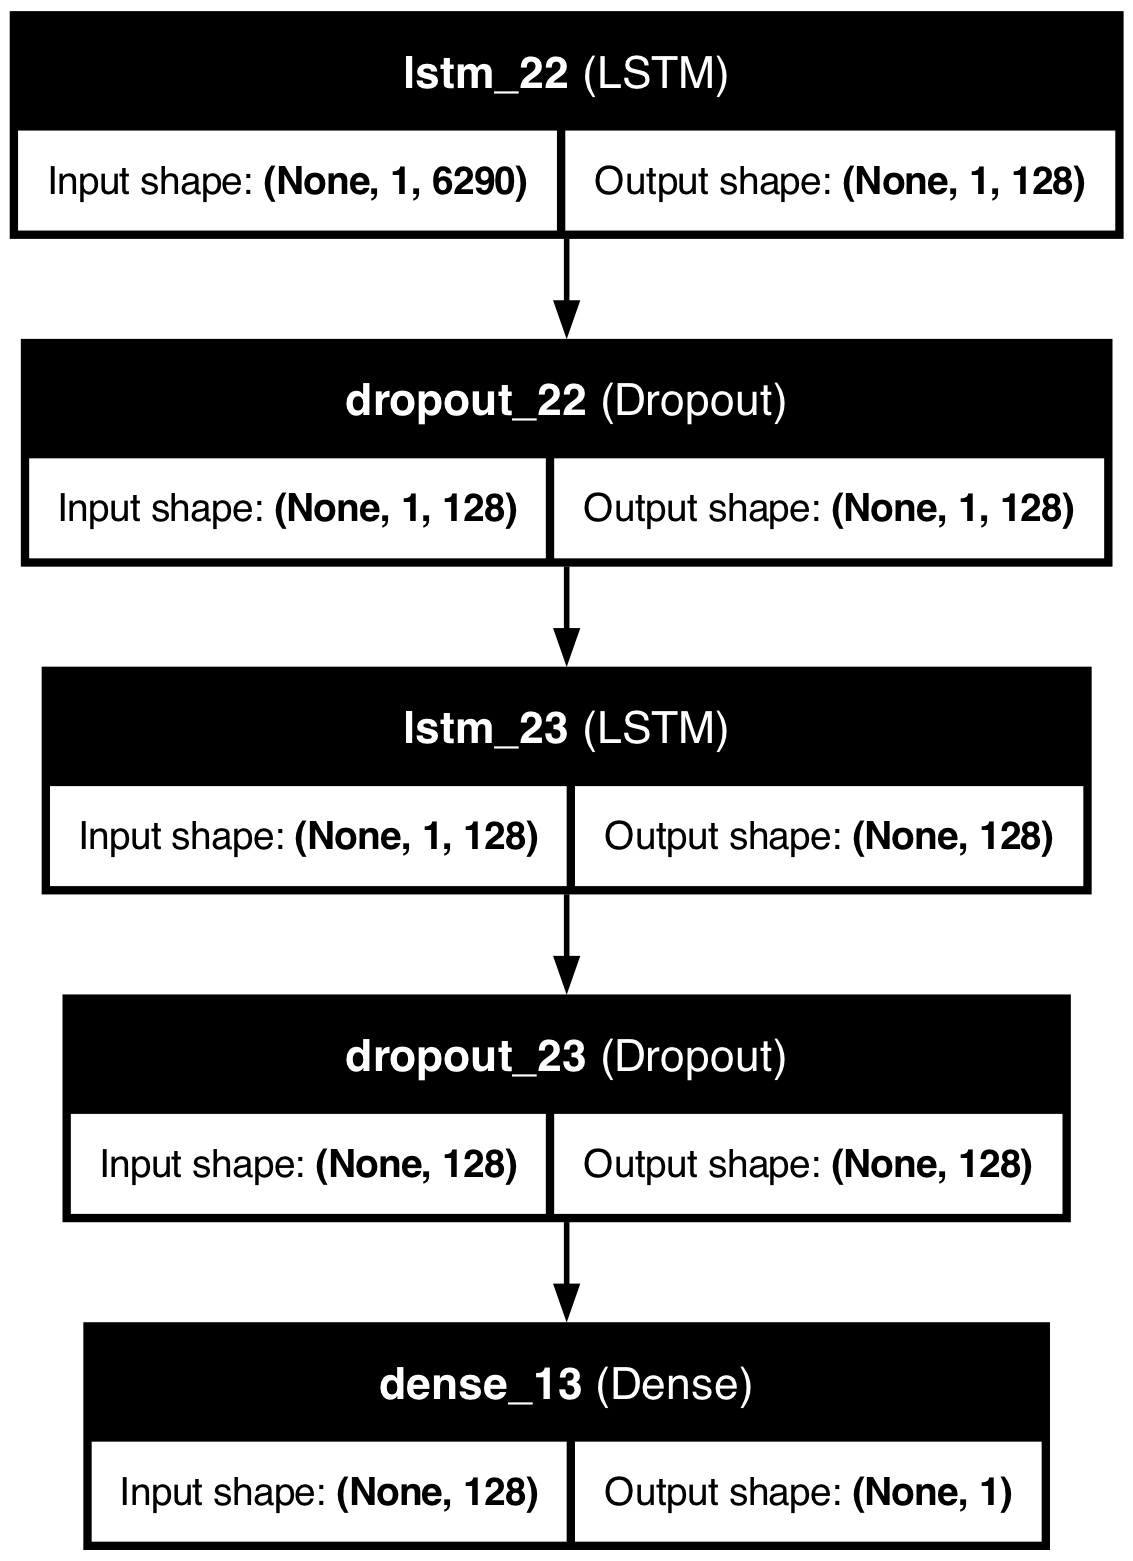 lstm_22 (LSTM)
Input shape: (None, 1, 6290) Output shape: (None, 1, 128)
dropout_22 (Dropout)
Input shape: (None, 1, 128) Output shape: (None, 1, 128)
lstm_23 (LSTM)
Input shape: (None, 1, 128) Output shape: (None, 128)
dropout_23 (Dropout)
Input shape: (None, 128) Output shape: (None, 128)
dense_13 (Dense)
Input shape: (None, 128) Output shape: (None, 1)